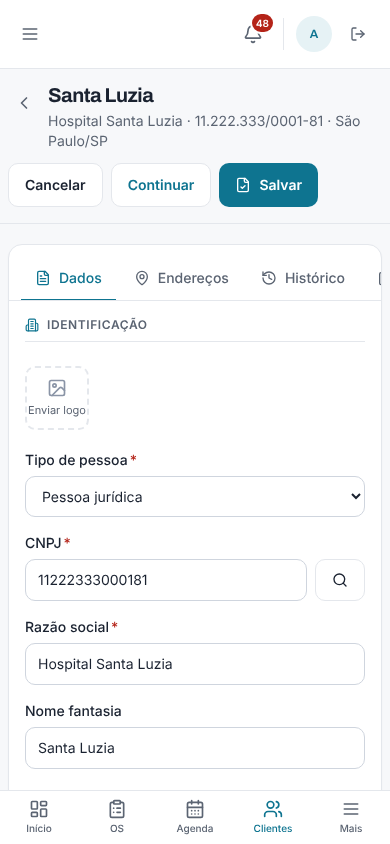 48
A
Santa Luzia
Hospital Santa Luzia · 11.222.333/0001-81 · São
Paulo/SP
Cancelar
Continuar
Salvar
Dados
Endereços
Histórico
IDENTIFICAÇÃO
Enviar logo
Tipo de pessoa*
Pessoa jurídica
CNPJ*
11222333000181
Razão social*
Hospital Santa Luzia
Nome fantasia
Santa Luzia
Início
OS
Agenda
Clientes
Mais